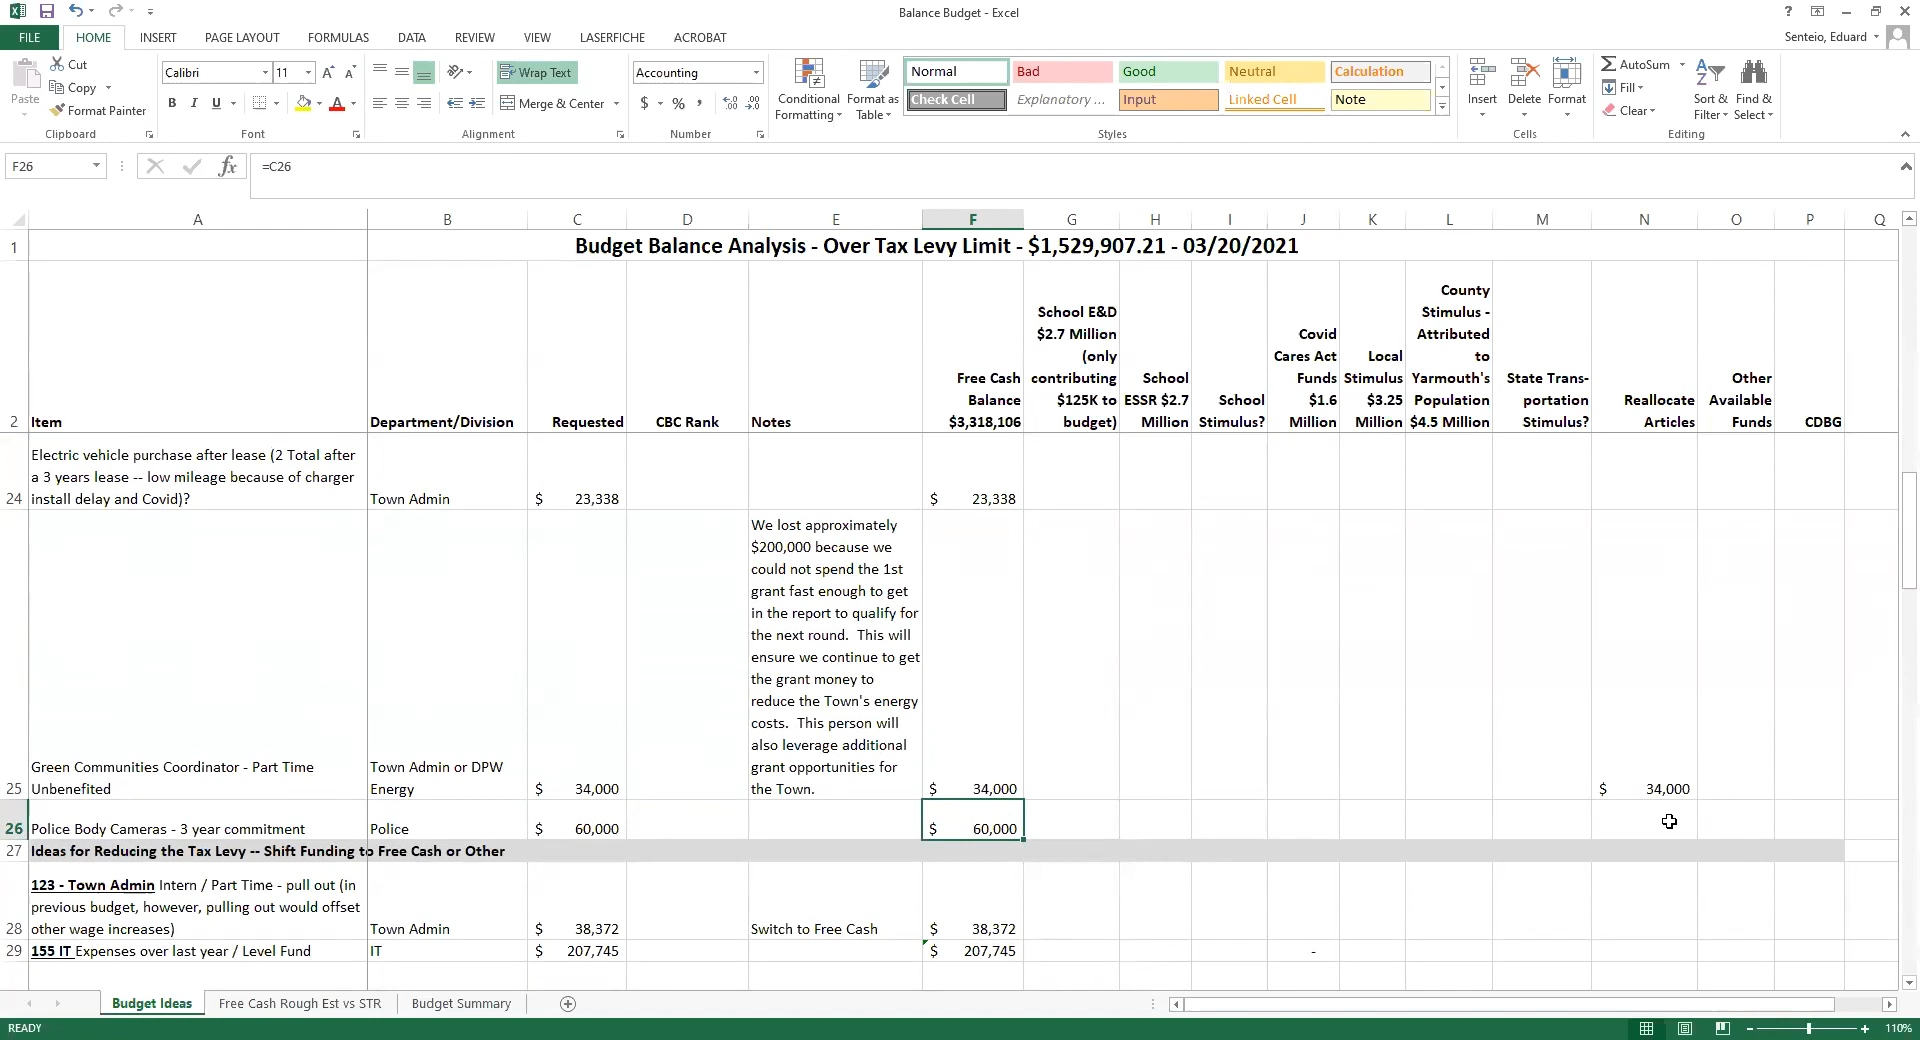 Balance Budget - Excel
FILE HOME INSERT PAGE LAYOUT FORMULAS DATA REVIEW VIEW LASERFICHE ACROBAT
Senteio, Eduard
Paste
Cut
Copy
Format Painter
Clipboard
Calibri 11
B I U
Font
Wrap Text
Merge & Center
Alignment
Accounting
$ % ,
Number
Conditional Formatting
Format as Table
Normal Bad Good Neutral Calculation
Check Cell Explanatory ... Input Linked Cell Note
Styles
Insert Delete Format
Cells
AutoSum
Fill
Clear
Sort & Filter
Find & Select
Editing
F26
fx
=C26
A B C D E F G H I J K L M N O P Q
1 Budget Balance Analysis - Over Tax Levy Limit - $1,529,907.21 - 03/20/2021
2
Item
Department/Division
Requested
CBC Rank
Notes
Free Cash
Balance
$3,318,106
School E&D
$2.7 Million
(only
contributing
$125K to
budget)
School
ESSR $2.7
Million
School
Stimulus?
Covid
Cares Act
Funds
$1.6
Million
Local
Stimulus
$3.25
Million
County
Stimulus -
Attributed
to
Yarmouth's
Population
$4.5 Million
State Trans-
portation
Stimulus?
Reallocate
Articles
Other
Available
Funds
CDBG
24
Electric vehicle purchase after lease (2 Total after
a 3 years lease -- low mileage because of charger
install delay and Covid)?
Town Admin
$ 23,338
$ 23,338
25
Green Communities Coordinator - Part Time
Unbenefited
Town Admin or DPW
Energy
$ 34,000
We lost approximately
$200,000 because we
could not spend the 1st
grant fast enough to get
in the report to qualify for
the next round. This will
ensure we continue to get
the grant money to
reduce the Town's energy
costs. This person will
also leverage additional
grant opportunities for
the Town.
$ 34,000
$ 34,000
26 Police Body Cameras - 3 year commitment Police $ 60,000 $ 60,000
27 Ideas for Reducing the Tax Levy -- Shift Funding to Free Cash or Other
28
123 - Town Admin Intern / Part Time - pull out (in
previous budget, however, pulling out would offset
other wage increases)
Town Admin
$ 38,372
Switch to Free Cash
$ 38,372
29 155 IT Expenses over last year / Level Fund IT $ 207,745 $ 207,745 -
Budget Ideas Free Cash Rough Est vs STR Budget Summary
READY
110%